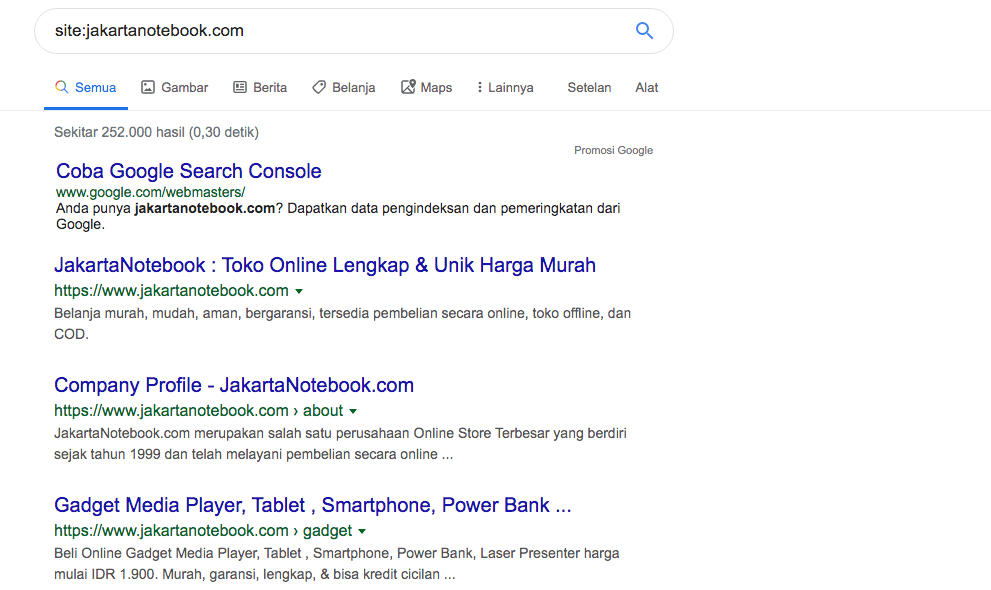 site:jakartanotebook.com
Semua Gambar Berita Belanja Maps Lainnya Setelan Alat
Sekitar 252.000 hasil (0,30 detik)
Promosi Google
Coba Google Search Console
www.google.com/webmasters/
Anda punya jakartanotebook.com? Dapatkan data pengindeksan dan pemeringkatan dari
Google.
JakartaNotebook : Toko Online Lengkap & Unik Harga Murah
https://www.jakartanotebook.com
Belanja murah, mudah, aman, bergaransi, tersedia pembelian secara online, toko offline, dan
COD.
Company Profile - JakartaNotebook.com
https://www.jakartanotebook.com › about
JakartaNotebook.com merupakan salah satu perusahaan Online Store Terbesar yang berdiri
sejak tahun 1999 dan telah melayani pembelian secara online ...
Gadget Media Player, Tablet , Smartphone, Power Bank ...
https://www.jakartanotebook.com › gadget
Beli Online Gadget Media Player, Tablet , Smartphone, Power Bank, Laser Presenter harga
mulai IDR 1.900. Murah, garansi, lengkap, & bisa kredit cicilan ...